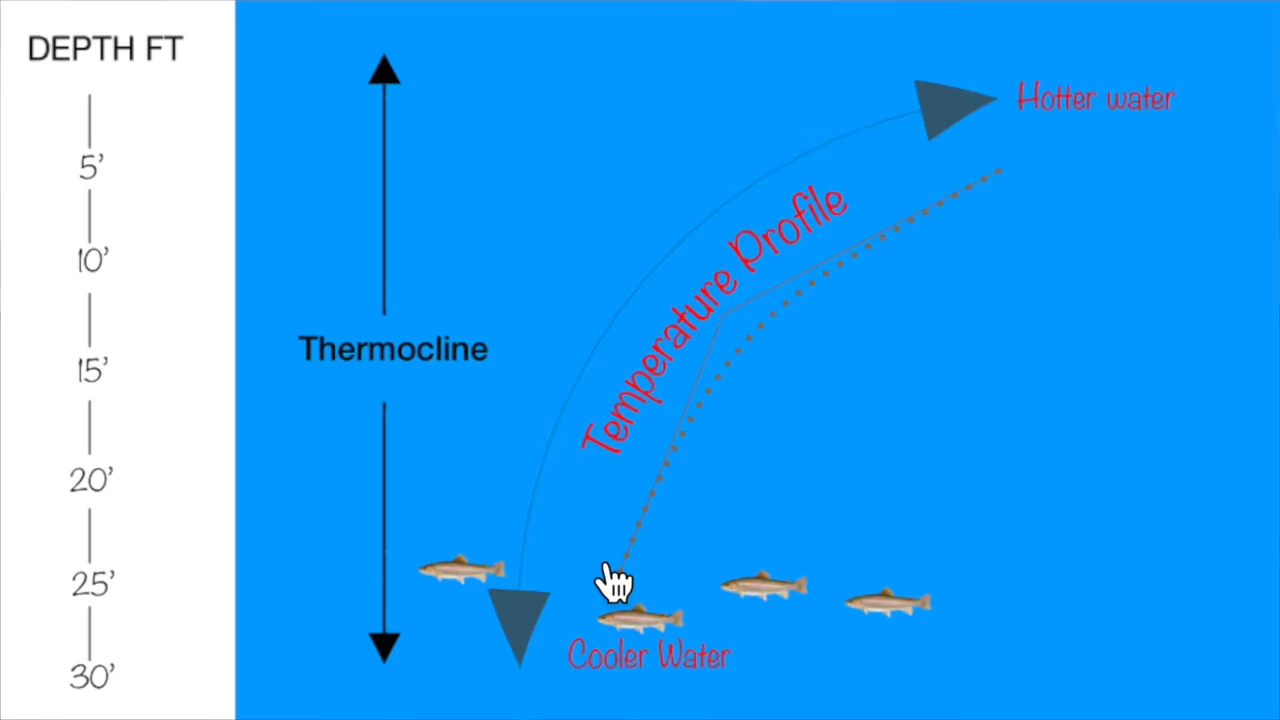 DEPTH FT
5'
10'
15'
20'
25'
30'
Hotter water
Temperature Profile
Thermocline
Cooler Water